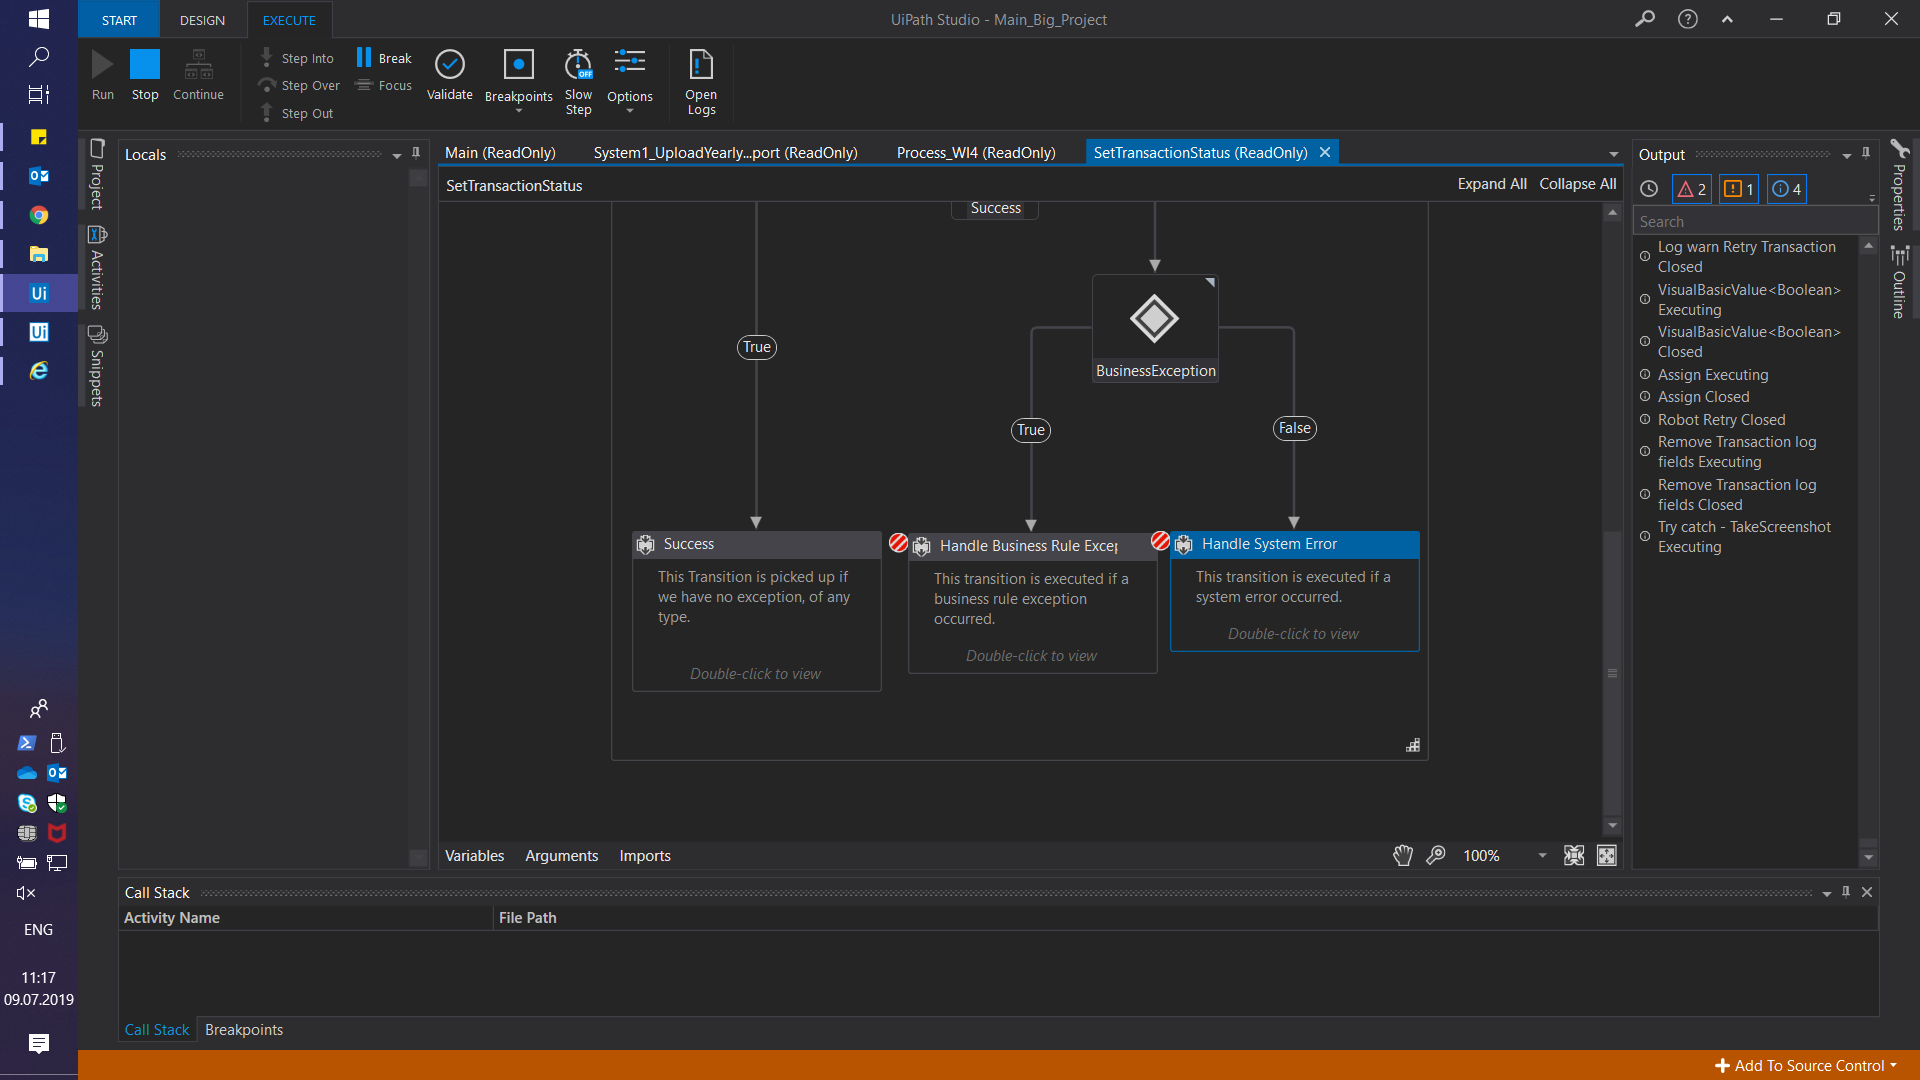 START
DESIGN
EXECUTE
UiPath Studio - Main_Big_Project
Run
Stop
Continue
Step Into
Step Over
Step Out
Break
Focus
Validate
Breakpoints
Slow
Step
OFF
Options
Open
Logs
Project
Activities
Snippets
Locals
Main (ReadOnly)
System1_UploadYearly...port (ReadOnly)
Process_WI4 (ReadOnly)
SetTransactionStatus (ReadOnly)
SetTransactionStatus
Expand All
Collapse All
Success
BusinessException
True
True
False
Success
This Transition is picked up if
we have no exception, of any
type.
Double-click to view
Handle Business Rule Excep
This transition is executed if a
business rule exception
occurred.
Double-click to view
Handle System Error
This transition is executed if a
system error occurred.
Double-click to view
Variables
Arguments
Imports
100%
Output
2
1
4
Search
Log warn Retry Transaction
Closed
VisualBasicValue<Boolean>
Executing
VisualBasicValue<Boolean>
Closed
Assign Executing
Assign Closed
Robot Retry Closed
Remove Transaction log
fields Executing
Remove Transaction log
fields Closed
Try catch - TakeScreenshot
Executing
Properties
Outline
Call Stack
Activity Name
File Path
Call Stack
Breakpoints
Add To Source Control
Ui
Ui
ENG
11:17
09.07.2019